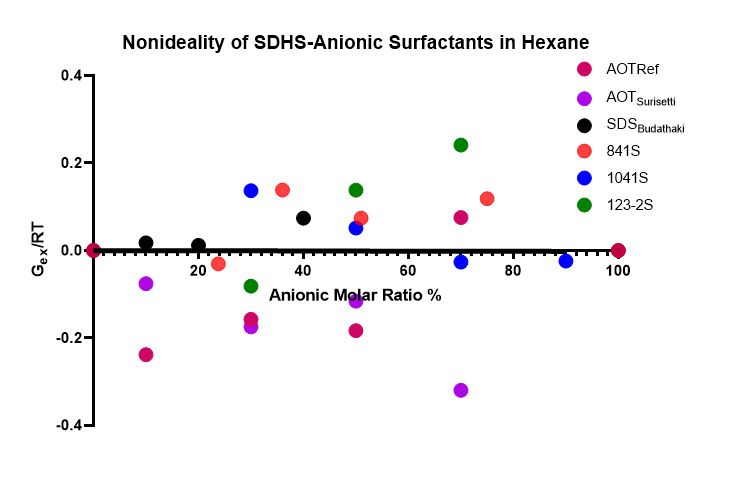 Nonideality of SDHS-Anionic Surfactants in Hexane
0.4
0.2
0.0
-0.2
-0.4
Gex/RT
20
40
60
80
100
Anionic Molar Ratio %
AOTRef
AOTSurisetti
SDSBudathaki
841S
1041S
123-2S